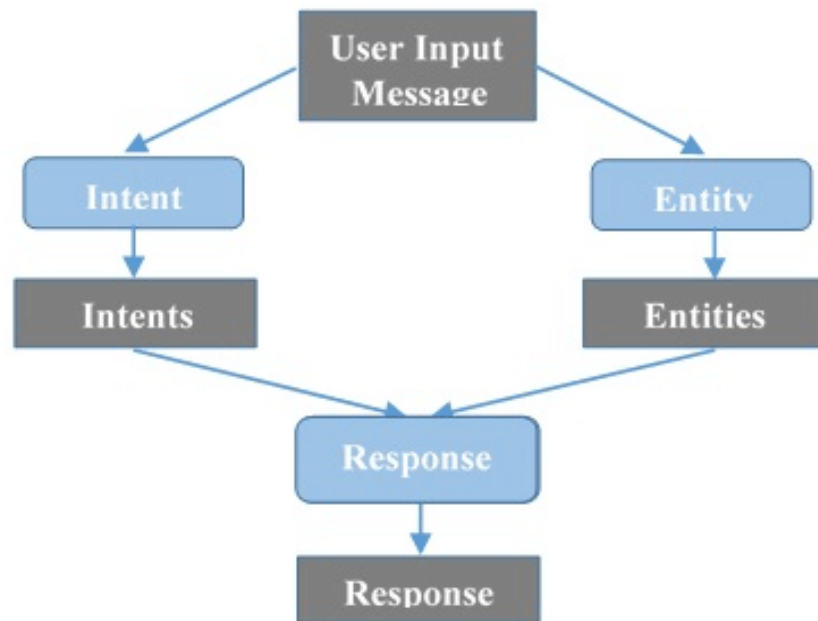 User Input
Message
Intent
Entity
Intents
Entities
Response
Response